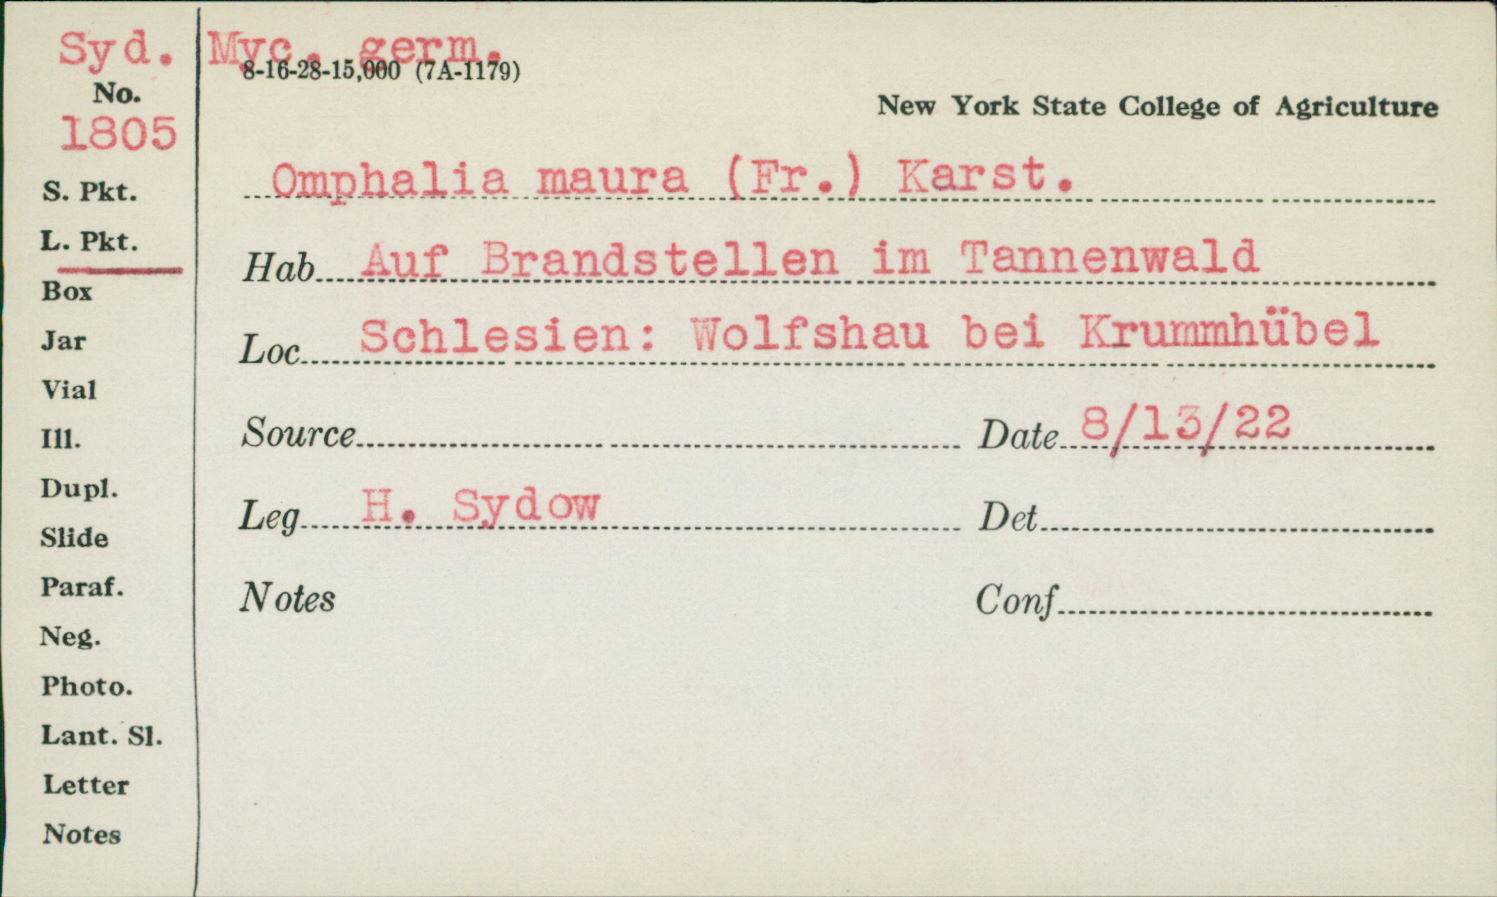 Syd. Myc. germ.
8-16-28-15,000 (7A-1179)
No.
1805
New York State College of Agriculture
S. Pkt.
Omphalia maura (Fr.) Karst.
L. Pkt.
Hab. Auf Brandstellen im Tannenwald
Box
Jar
Loc. Schlesien: Wolfshau bei Krummhübel
Vial
Ill.
Source Date 8/13/22
Dupl.
Leg. H. Sydow Det.
Slide
Paraf.
Notes Conf.
Neg.
Photo.
Lant. Sl.
Letter
Notes